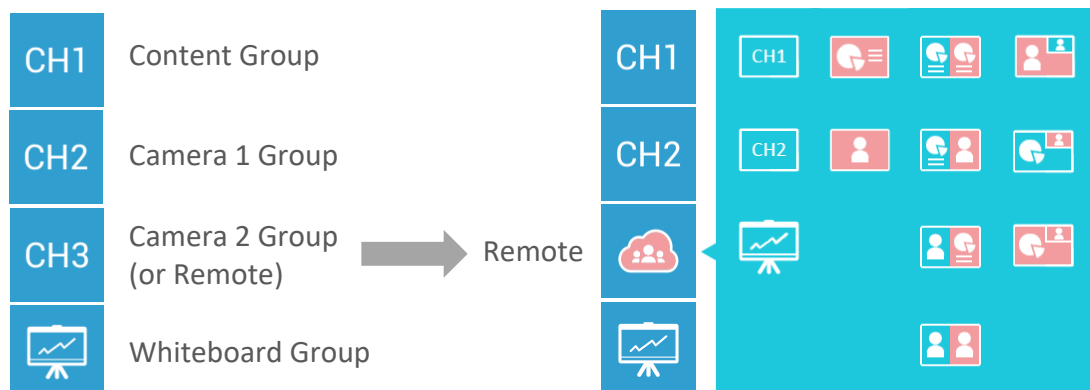 CH1 Content Group
CH2 Camera 1 Group
CH3 Camera 2 Group
(or Remote)
Whiteboard Group
Remote
CH1
CH2
CH1
CH2